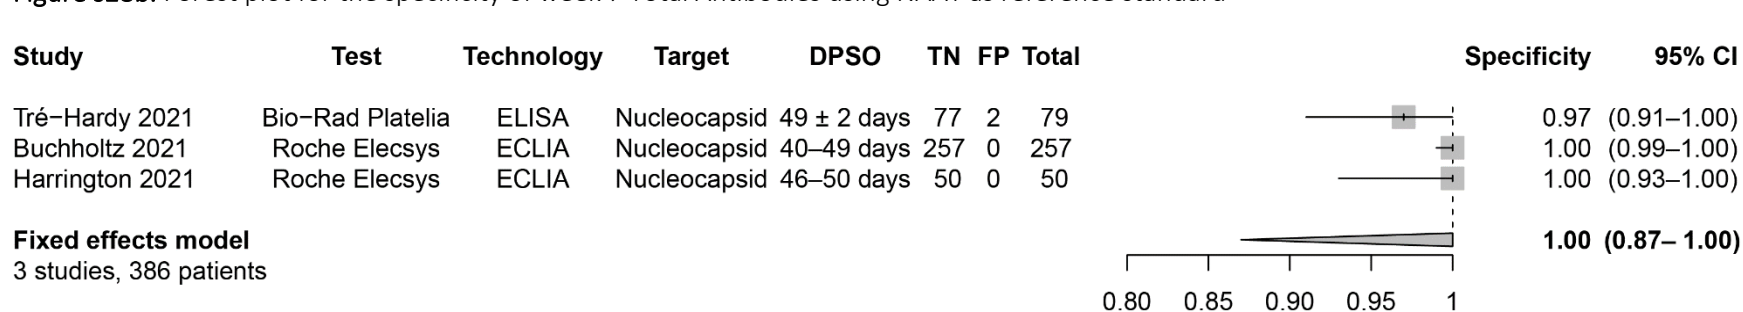 Study Test Technology Target DPSO TN FP Total Specificity 95% CI
Tré−Hardy 2021 Bio−Rad Platelia ELISA Nucleocapsid 49 ± 2 days 77 2 79 0.97 (0.91–1.00)
Buchholtz 2021 Roche Elecsys ECLIA Nucleocapsid 40–49 days 257 0 257 1.00 (0.99–1.00)
Harrington 2021 Roche Elecsys ECLIA Nucleocapsid 46–50 days 50 0 50 1.00 (0.93–1.00)
Fixed effects model 1.00 (0.87– 1.00)
3 studies, 386 patients
0.80 0.85 0.90 0.95 1